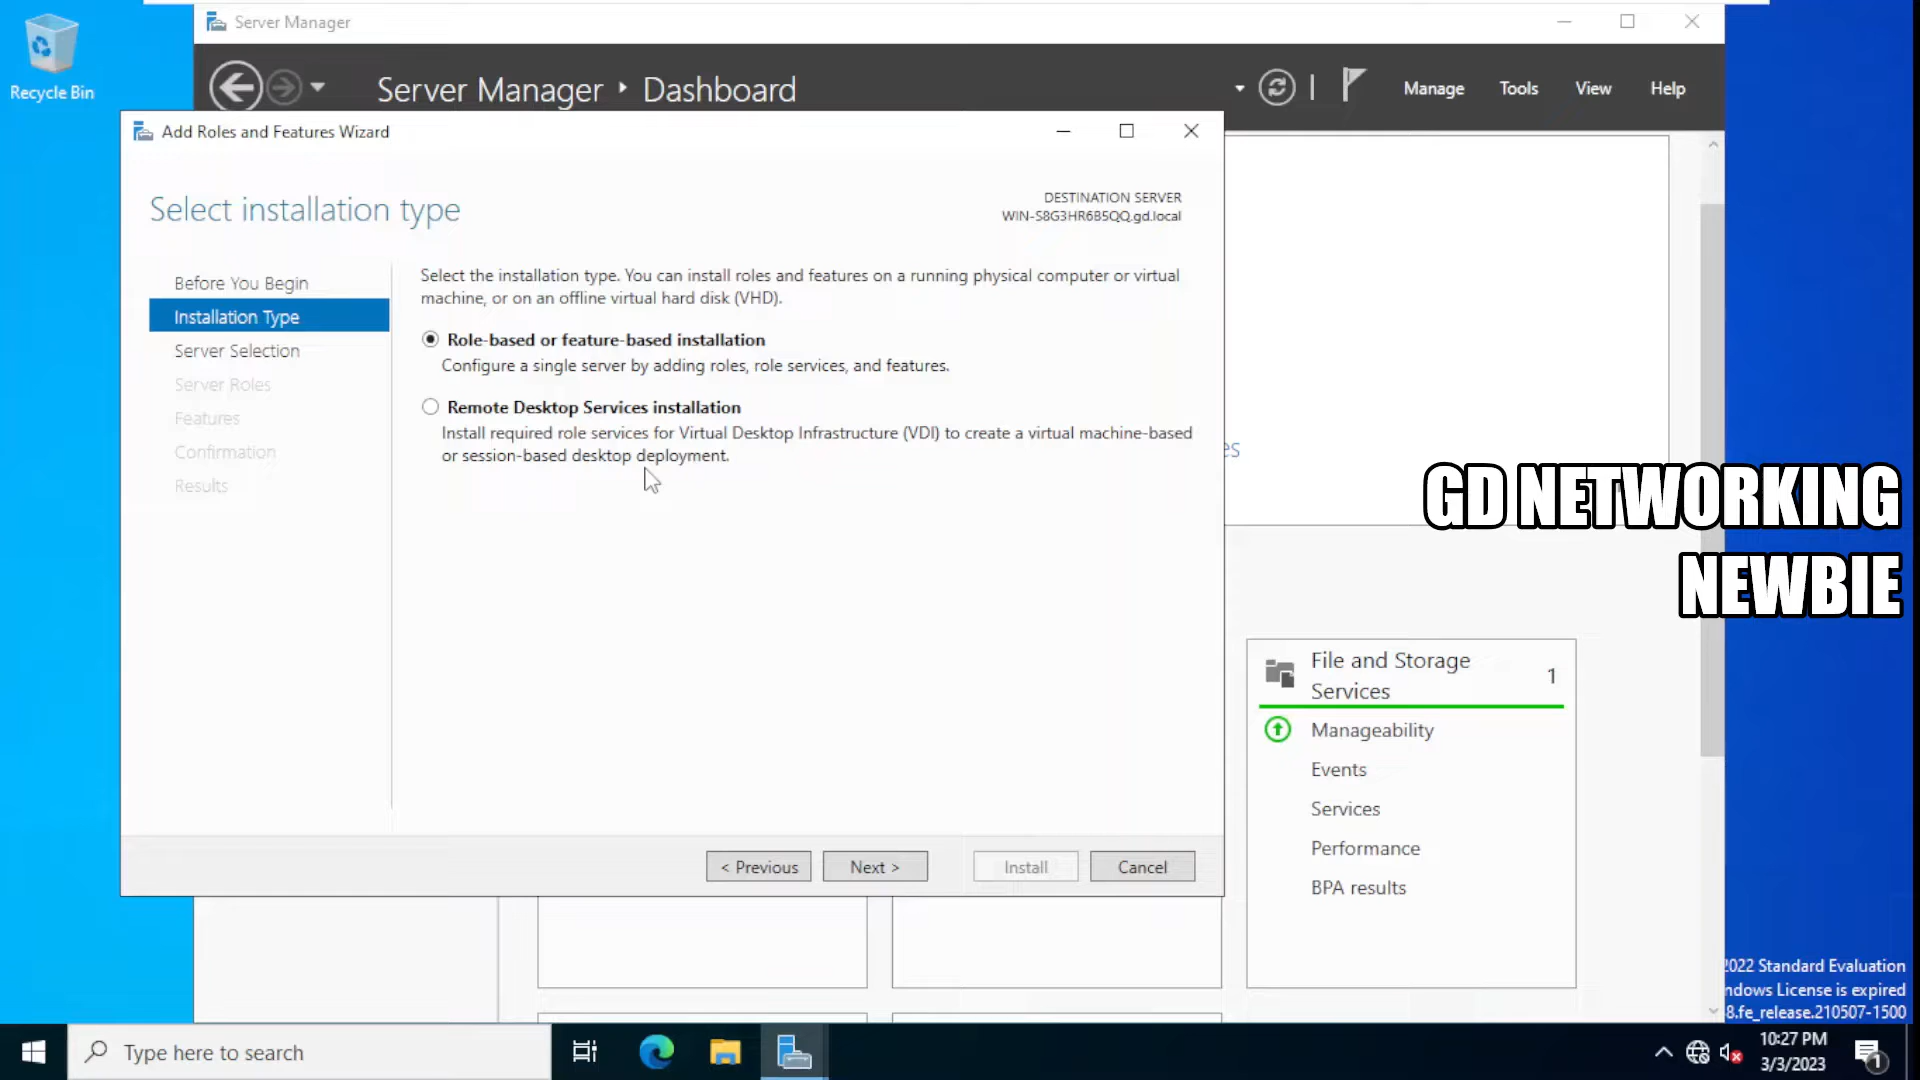 Recycle Bin
Server Manager
Server Manager Dashboard
Manage Tools View Help
Add Roles and Features Wizard
Select installation type
DESTINATION SERVER
WIN-S8G3HR6B5QQ.gd.local
Before You Begin
Installation Type
Server Selection
Server Roles
Features
Confirmation
Results
Select the installation type. You can install roles and features on a running physical computer or virtual
machine, or on an offline virtual hard disk (VHD).
Role-based or feature-based installation
Configure a single server by adding roles, role services, and features.
Remote Desktop Services installation
Install required role services for Virtual Desktop Infrastructure (VDI) to create a virtual machine-based
or session-based desktop deployment.
< Previous Next > Install Cancel
es
GD NETWORKING
NEWBIE
File and Storage
Services
1
Manageability
Events
Services
Performance
BPA results
2022 Standard Evaluation
ndows License is expired
8.fe_release.210507-1500
Type here to search
10:27 PM
3/3/2023
1